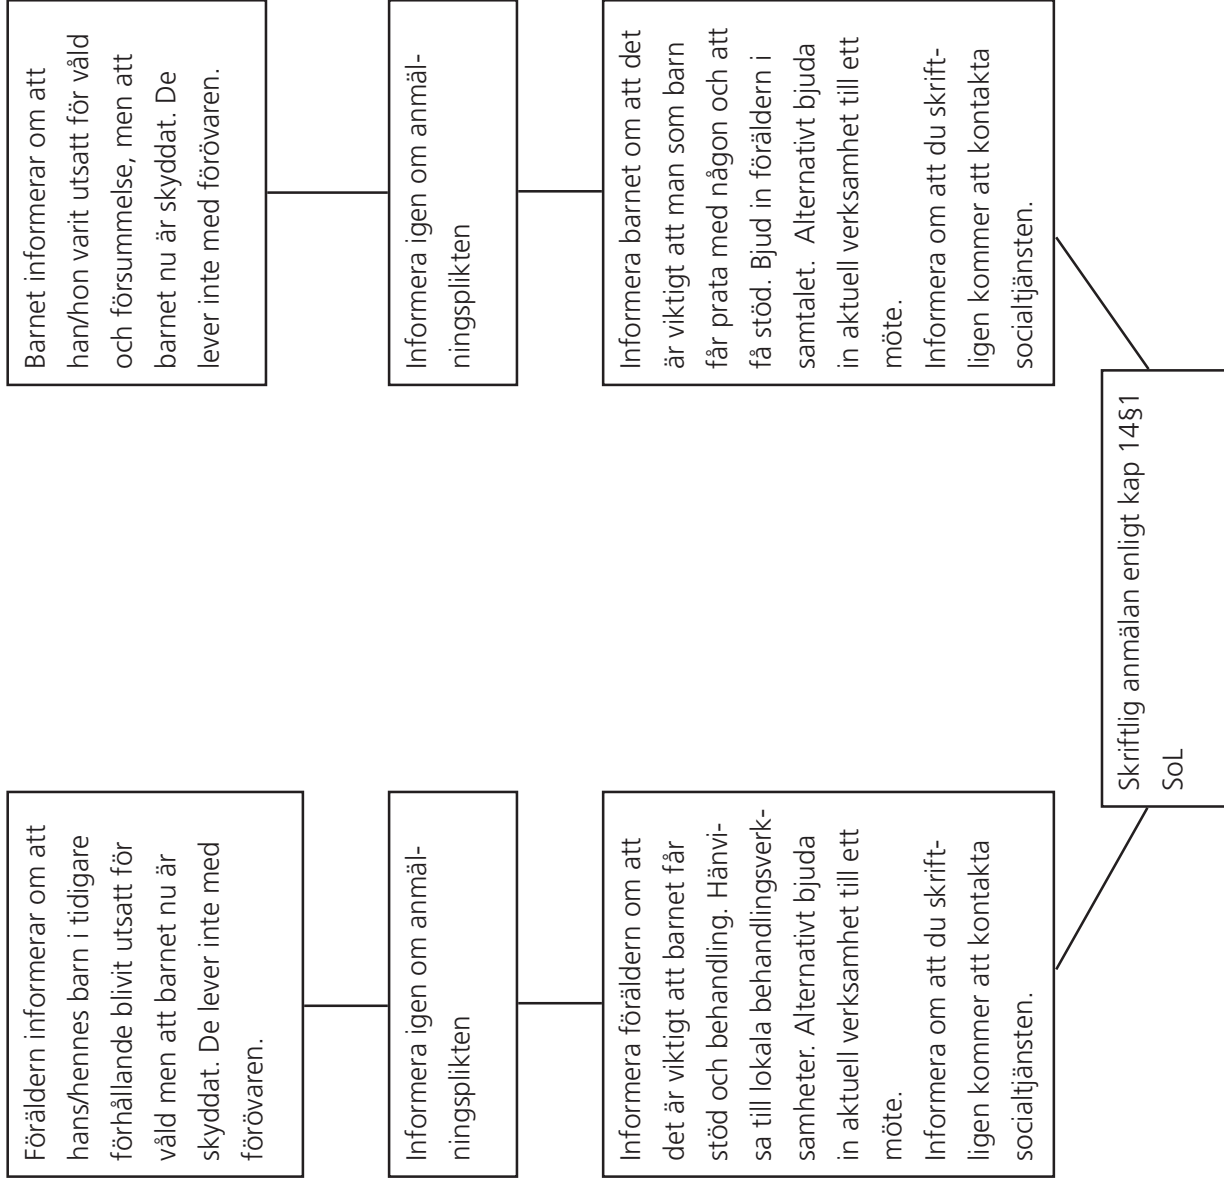 Föräldern informerar om att
hans/hennes barn i tidigare
förhållande blivit utsatt för
våld men att barnet nu är
skyddat. De lever inte med
förövaren.
Informera igen om anmäl-
ningsplikten
Informera föräldern om att
det är viktigt att barnet får
stöd och behandling. Hänvi-
sa till lokala behandlingsverk-
samheter. Alternativt bjuda
in aktuell verksamhet till ett
möte.
Informera om att du skrift-
ligen kommer att kontakta
socialtjänsten.
Barnet informerar om att
han/hon varit utsatt för våld
och försummelse, men att
barnet nu är skyddat. De
lever inte med förövaren.
Informera igen om anmäl-
ningsplikten
Informera barnet om att det
är viktigt att man som barn
får prata med någon och att
få stöd. Bjud in föräldern i
samtalet. Alternativt bjuda
in aktuell verksamhet till ett
möte.
Informera om att du skrift-
ligen kommer att kontakta
socialtjänsten.
Skriftlig anmälan enligt kap 14§1
SoL